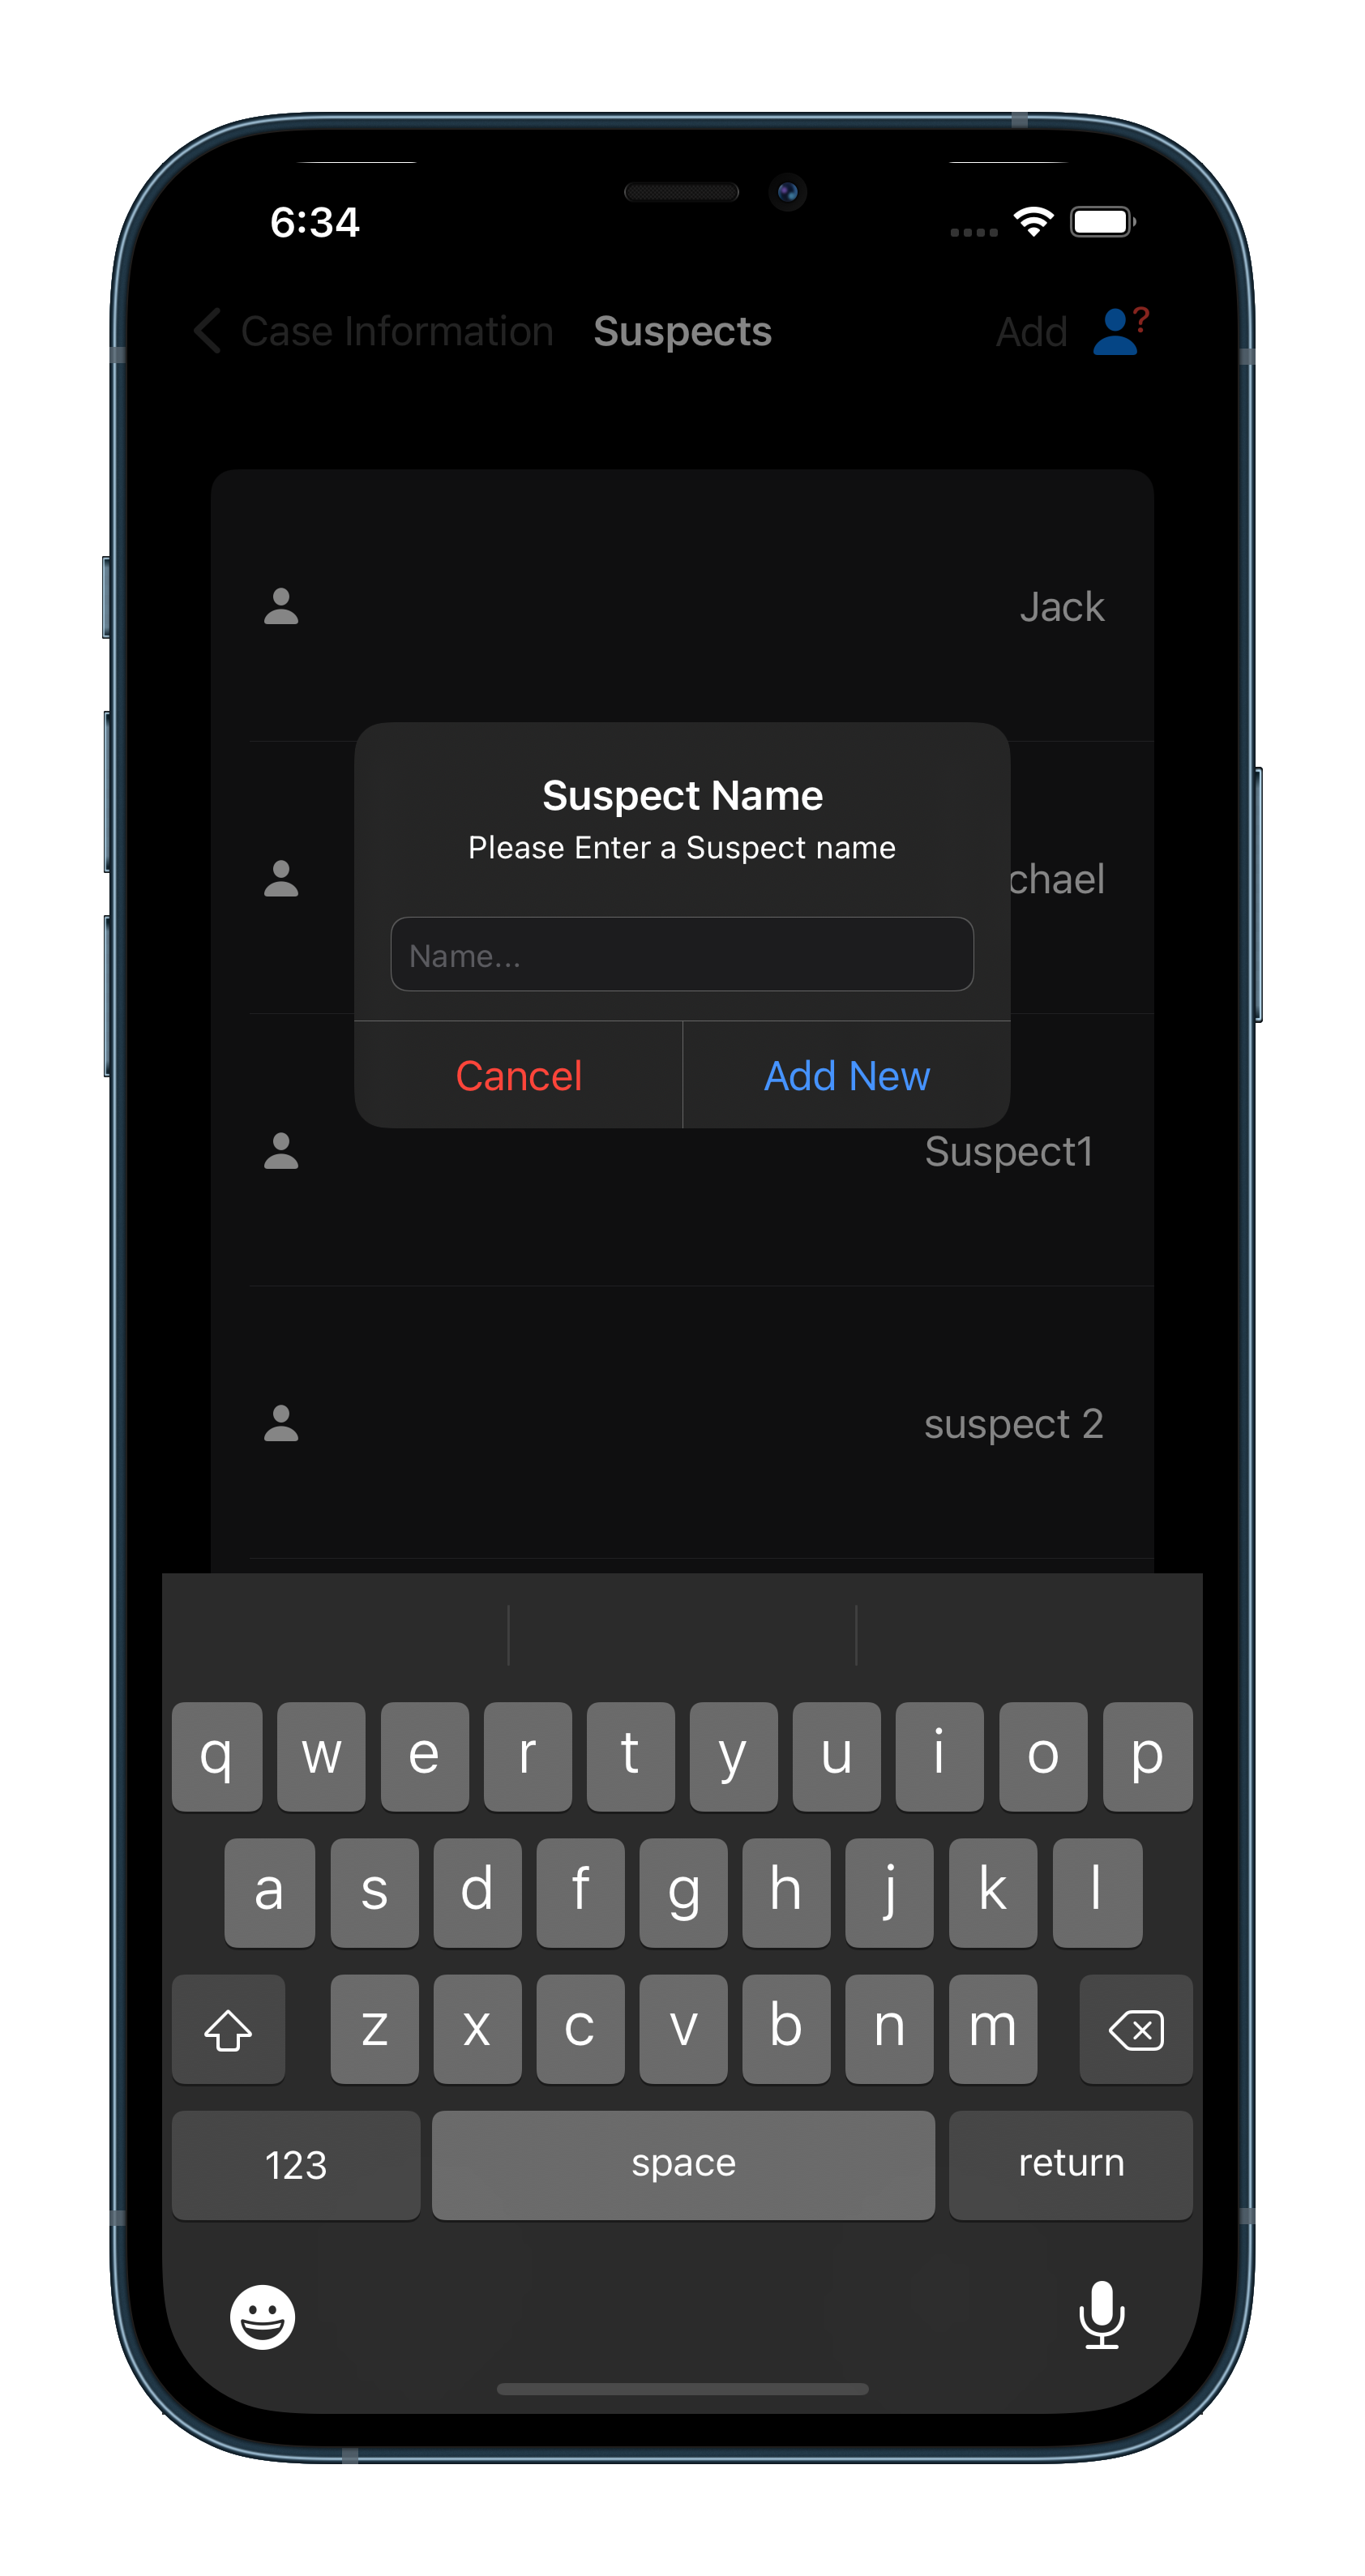 6:34
Case Information Suspects Add ?
Jack
Suspect Name
Please Enter a Suspect name
chael
Name...
Cancel Add New
Suspect1
suspect 2
q w e r t y u i o p
a s d f g h j k l
z x c v b n m
123 space return